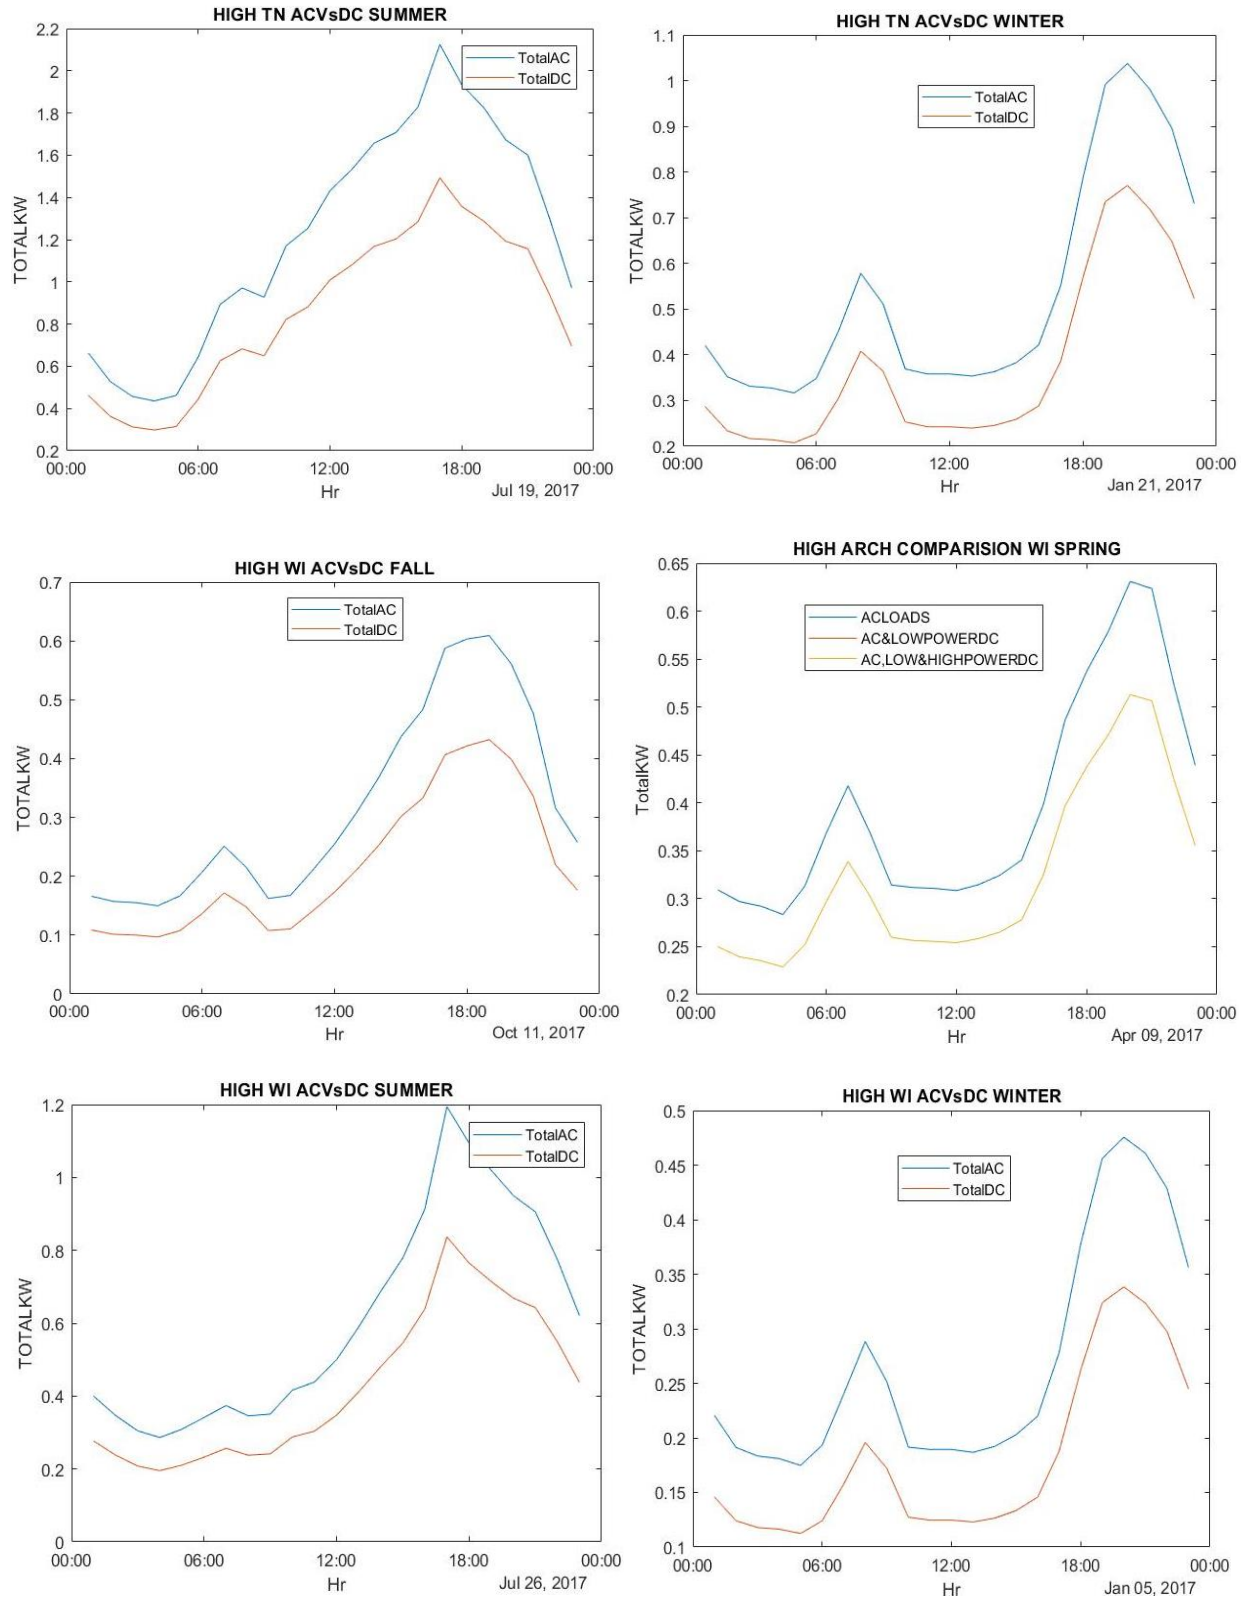 HIGH TN ACVsDC SUMMER
TOTALKW
2.2
2
1.8
1.6
1.4
1.2
1
0.8
0.6
0.4
0.2
TotalAC
TotalDC
00:00 06:00 12:00 18:00 00:00
Hr
Jul 19, 2017
HIGH TN ACVsDC WINTER
TOTALKW
1.1
1
0.9
0.8
0.7
0.6
0.5
0.4
0.3
0.2
TotalAC
TotalDC
00:00 06:00 12:00 18:00 00:00
Hr
Jan 21, 2017
HIGH WI ACVsDC FALL
TOTALKW
0.7
0.6
0.5
0.4
0.3
0.2
0.1
0
TotalAC
TotalDC
00:00 06:00 12:00 18:00 00:00
Hr
Oct 11, 2017
HIGH ARCH COMPARISION WI SPRING
TotalKW
0.65
0.6
0.55
0.5
0.45
0.4
0.35
0.3
0.25
0.2
ACLOADS
AC&LOWPOWERDC
AC,LOW&HIGHPOWERDC
00:00 06:00 12:00 18:00 00:00
Hr
Apr 09, 2017
HIGH WI ACVsDC SUMMER
TOTALKW
1.2
1
0.8
0.6
0.4
0.2
0
TotalAC
TotalDC
00:00 06:00 12:00 18:00 00:00
Hr
Jul 26, 2017
HIGH WI ACVsDC WINTER
TOTALKW
0.5
0.45
0.4
0.35
0.3
0.25
0.2
0.15
0.1
TotalAC
TotalDC
00:00 06:00 12:00 18:00 00:00
Hr
Jan 05, 2017